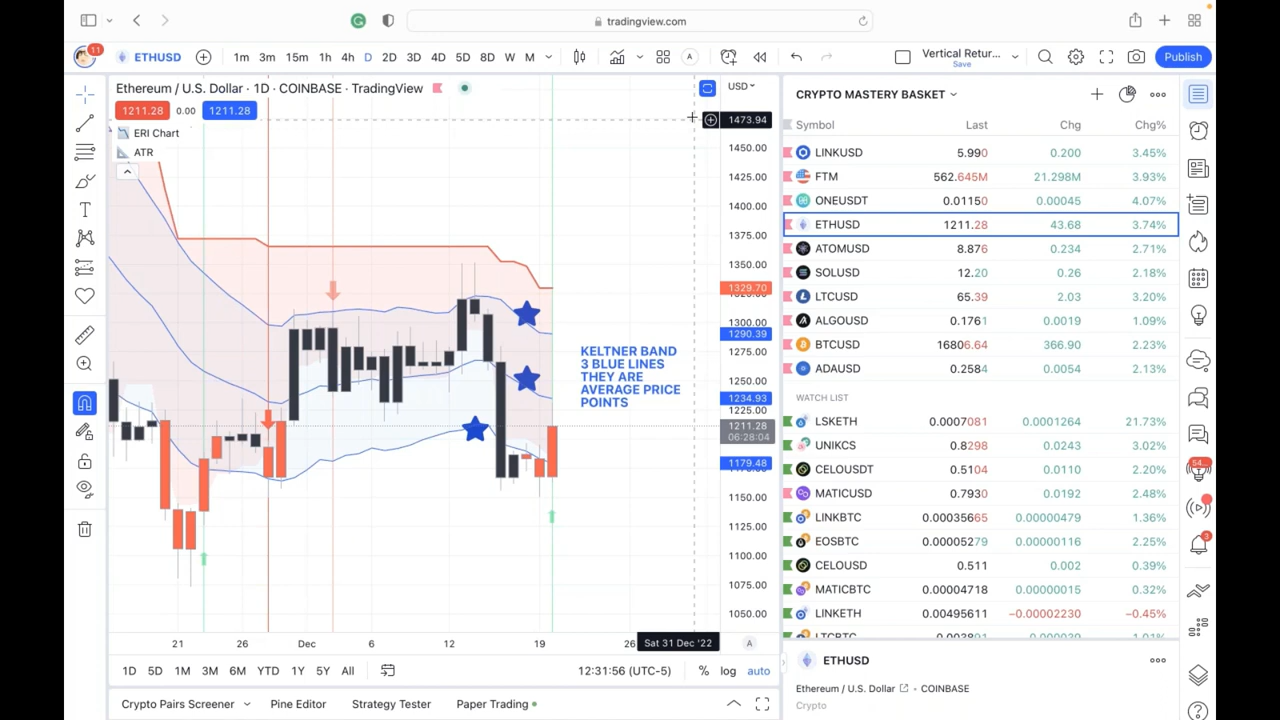 tradingview.com
11
ETHUSD
1m 3m 15m 1h 4h D 2D 3D 4D 5D 8D W M
A
Vertical Retur...
Save
Publish
Ethereum / U.S. Dollar · 1D · COINBASE · TradingView
1211.28 0.00 1211.28
ERI Chart
ATR
KELTNER BAND
3 BLUE LINES
THEY ARE
AVERAGE PRICE
POINTS
USD
1473.94
1450.00
1425.00
1400.00
1375.00
1350.00
1329.70
1300.00
1290.39
1275.00
1250.00
1234.93
1225.00
1211.28
06:28:04
1179.48
1150.00
1125.00
1100.00
1075.00
1050.00
21 26 Dec 6 12 19 26 Sat 31 Dec '22 A
1D 5D 1M 3M 6M YTD 1Y 5Y All 12:31:56 (UTC-5) % log auto
Crypto Pairs Screener Pine Editor Strategy Tester Paper Trading
CRYPTO MASTERY BASKET
Symbol Last Chg Chg%
LINKUSD 5.990 0.200 3.45%
FTM 562.645M 21.298M 3.93%
ONEUSDT 0.01150 0.00045 4.07%
ETHUSD 1211.28 43.68 3.74%
ATOMUSD 8.876 0.234 2.71%
SOLUSD 12.20 0.26 2.18%
LTCUSD 65.39 2.03 3.20%
ALGOUSD 0.1761 0.0019 1.09%
BTCUSD 16806.64 366.90 2.23%
ADAUSD 0.2584 0.0054 2.13%
WATCH LIST
LSKETH 0.0007081 0.0001264 21.73%
UNIKCS 0.8298 0.0243 3.02%
CELOUSDT 0.5104 0.0110 2.20%
MATICUSD 0.7930 0.0192 2.48%
LINKBTC 0.00035665 0.00000479 1.36%
EOSBTC 0.00005279 0.00000116 2.25%
CELOUSD 0.511 0.002 0.39%
MATICBTC 0.00004718 0.00000015 0.32%
LINKETH 0.00495611 −0.00002230 −0.45%
ETHUSD
Ethereum / U.S. Dollar · COINBASE
Crypto
54...
3